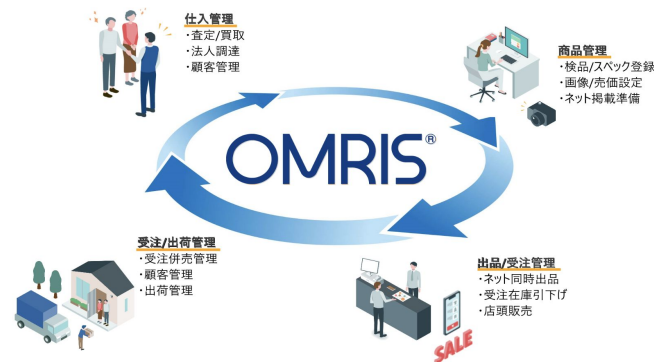 仕入管理
・査定/買取
・法人調達
・顧客管理
商品管理
・検品/スペック登録
・画像/売価設定
・ネット掲載準備
OMRIS®
受注/出荷管理
・受注併売管理
・顧客管理
・出荷管理
出品/受注管理
・ネット同時出品
・受注在庫引下げ
・店頭販売
SALE